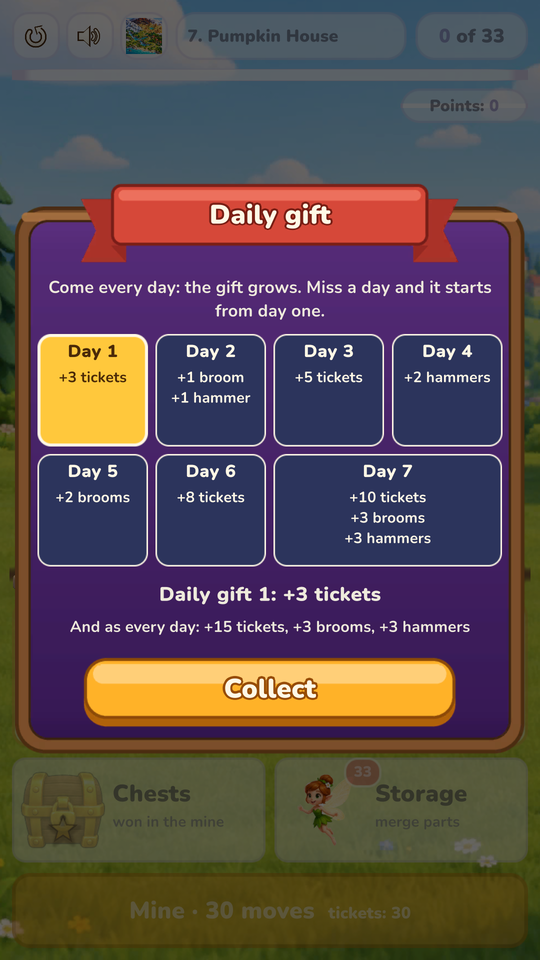 7. Pumpkin House
0 of 33
Points: 0
Daily gift
Come every day: the gift grows. Miss a day and it starts
from day one.
Day 1
+3 tickets
Day 2
+1 broom
+1 hammer
Day 3
+5 tickets
Day 4
+2 hammers
Day 5
+2 brooms
Day 6
+8 tickets
Day 7
+10 tickets
+3 brooms
+3 hammers
Daily gift 1: +3 tickets
And as every day: +15 tickets, +3 brooms, +3 hammers
Collect
Chests
won in the mine
33
Storage
merge parts
Mine · 30 moves tickets: 30